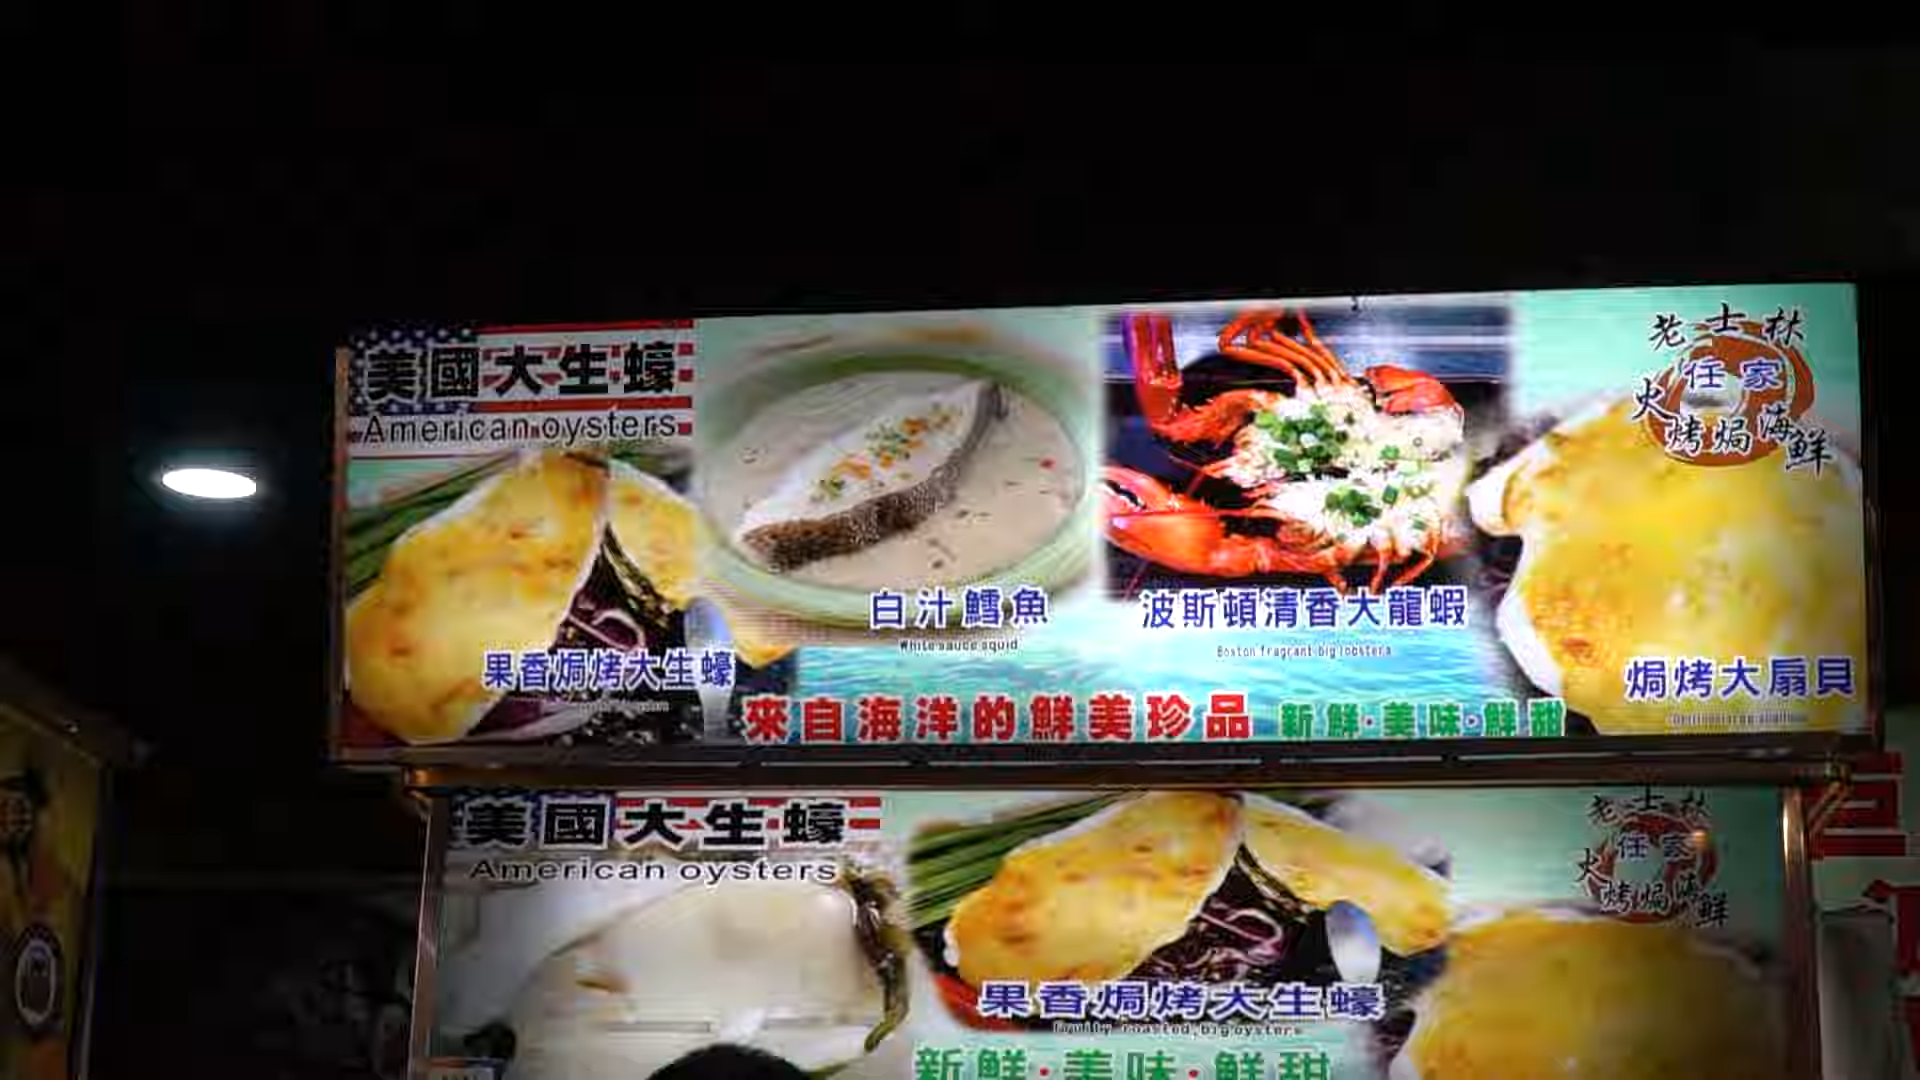 美國大生蠔
American oysters
老士林
任家
火烤焗海鮮
白汁鱈魚
White sauce squid
波斯頓清香大龍蝦
Boston fragrant big lobsters
果香焗烤大生蠔
焗烤大扇貝
來自海洋的鮮美珍品
新鮮·美味·鮮甜
美國大生蠔
American oysters
老士林
任家
火烤焗海鮮
果香焗烤大生蠔
Fruity roasted big oysters
新鮮·美味·鮮甜